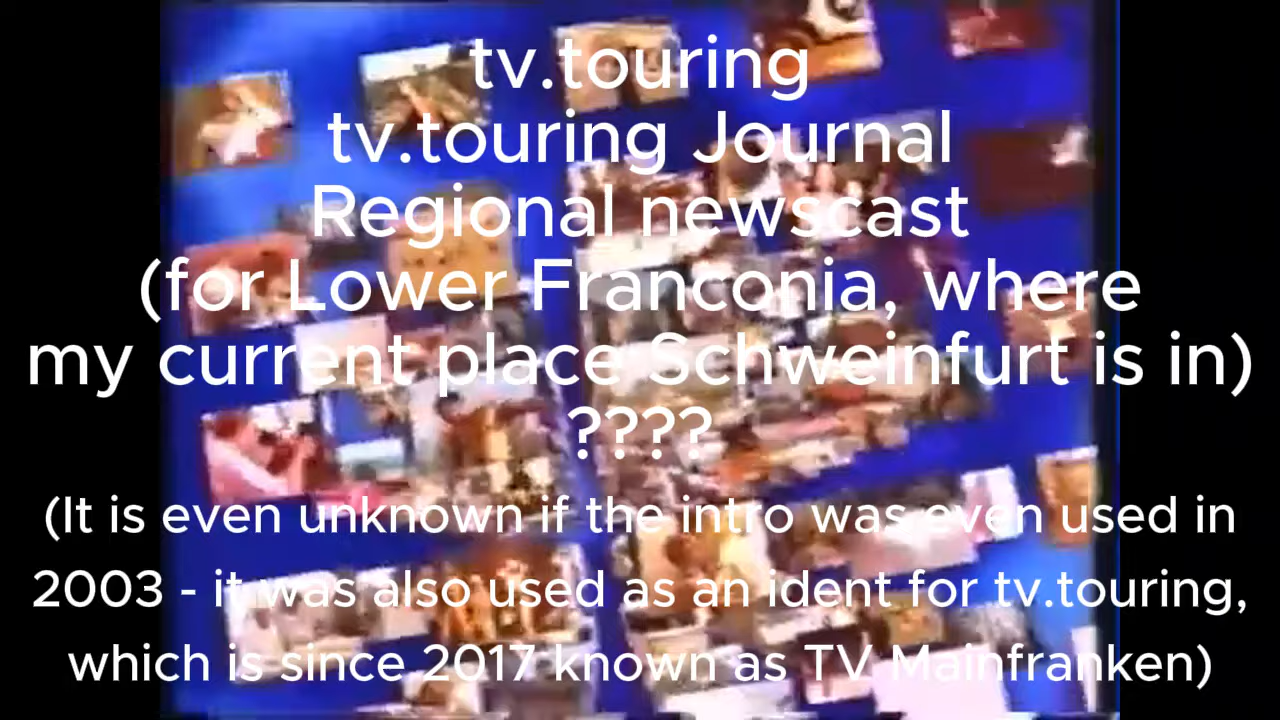 tv.touring
tv.touring Journal
Regional newscast
(for Lower Franconia, where
my current place Schweinfurt is in)
????
(It is even unknown if the intro was even used in
2003 - it was also used as an ident for tv.touring,
which is since 2017 known as TV Mainfranken)